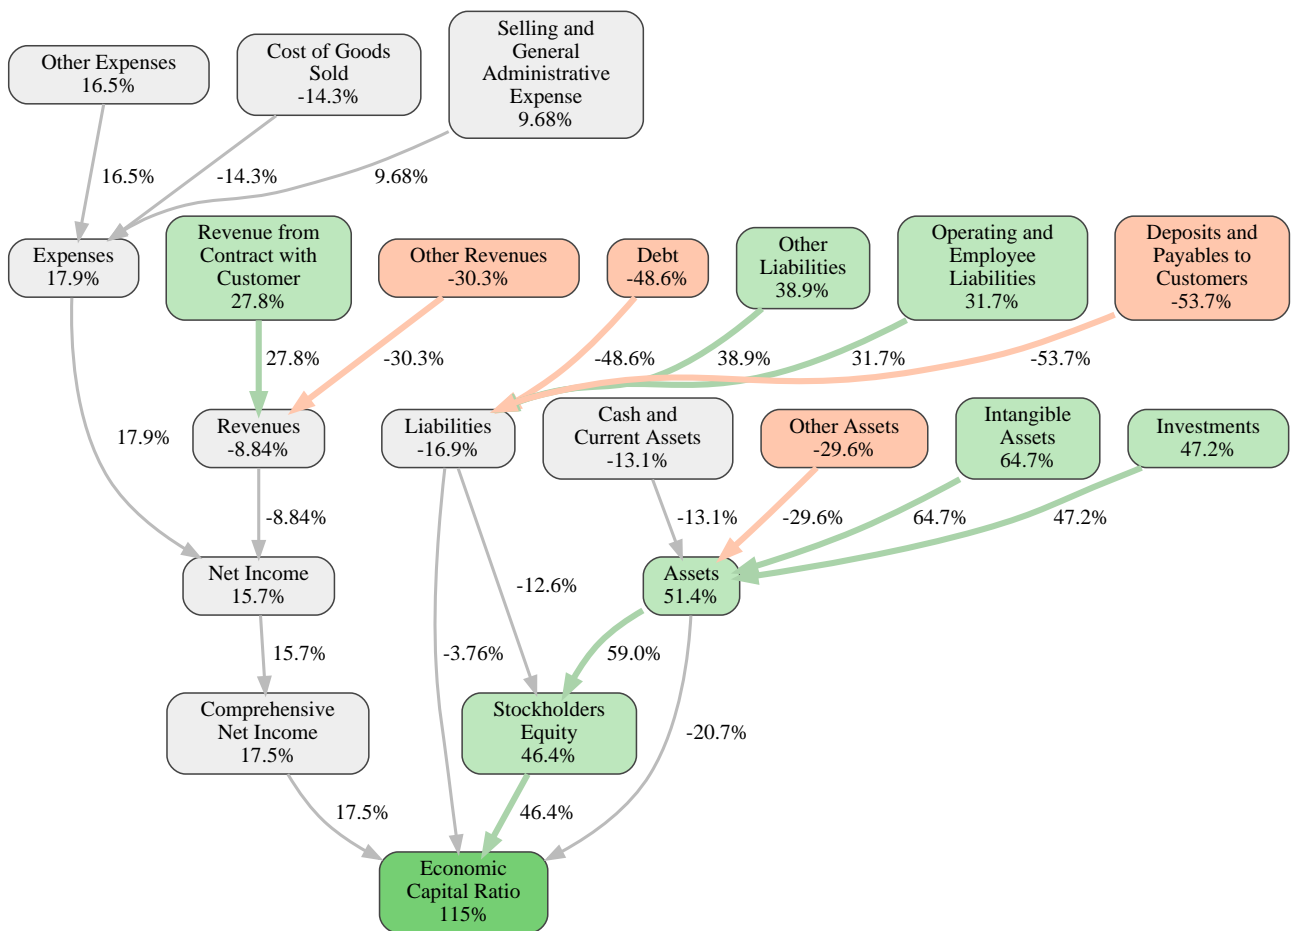 Other Expenses
16.5%
Cost of Goods
Sold
-14.3%
Selling and
General
Administrative
Expense
9.68%
16.5%
-14.3%
9.68%
Expenses
17.9%
Revenue from
Contract with
Customer
27.8%
Other Revenues
-30.3%
Debt
-48.6%
Other
Liabilities
38.9%
Operating and
Employee
Liabilities
31.7%
Deposits and
Payables to
Customers
-53.7%
27.8%
-30.3%
-48.6%
38.9%
31.7%
-53.7%
17.9%
Revenues
-8.84%
Liabilities
-16.9%
Cash and
Current Assets
-13.1%
Other Assets
-29.6%
Intangible
Assets
64.7%
Investments
47.2%
-8.84%
-13.1%
-29.6%
64.7%
47.2%
Net Income
15.7%
-12.6%
Assets
51.4%
15.7%
-3.76%
59.0%
Comprehensive
Net Income
17.5%
Stockholders
Equity
46.4%
-20.7%
17.5%
46.4%
Economic
Capital Ratio
115%